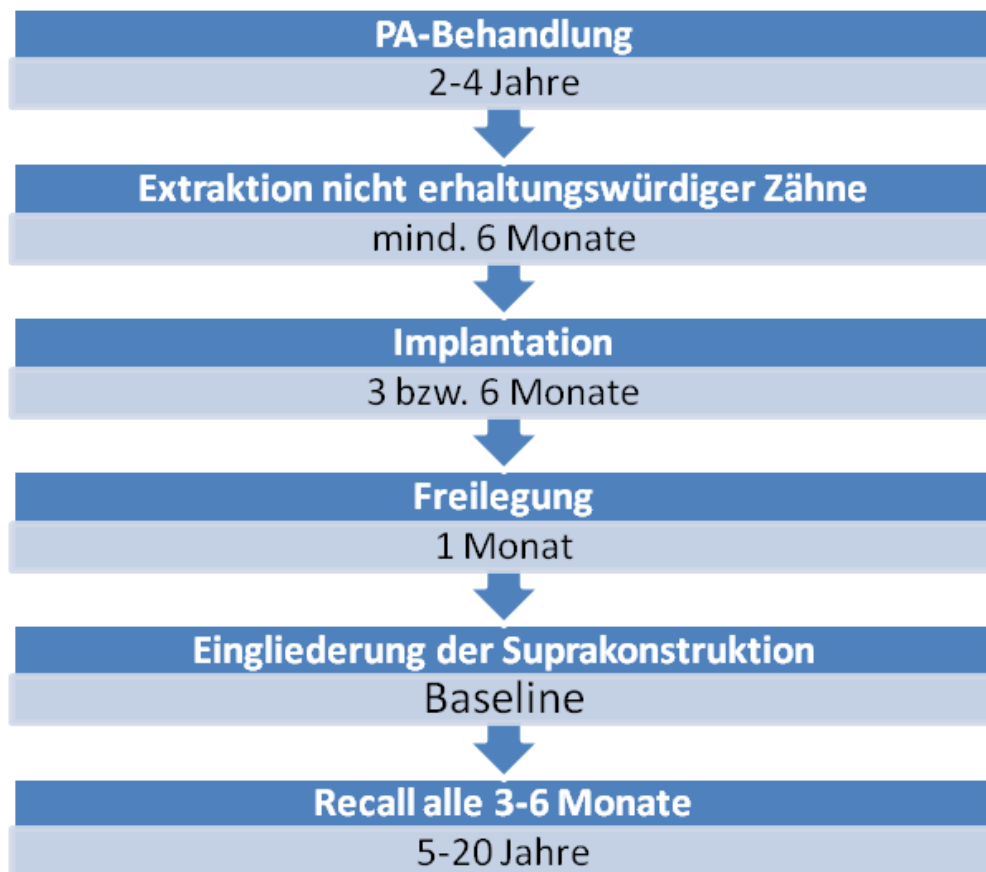 PA-Behandlung
2-4 Jahre
Extraktion nicht erhaltungswürdiger Zähne
mind. 6 Monate
Implantation
3 bzw. 6 Monate
Freilegung
1 Monat
Eingliederung der Suprakonstruktion
Baseline
Recall alle 3-6 Monate
5-20 Jahre